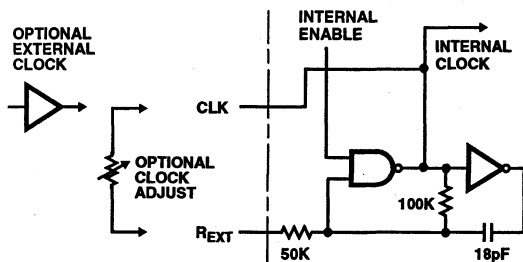 OPTIONAL
EXTERNAL
CLOCK
INTERNAL
ENABLE
INTERNAL
CLOCK
CLK
OPTIONAL
CLOCK
ADJUST
REXT
50K
100K
18pF